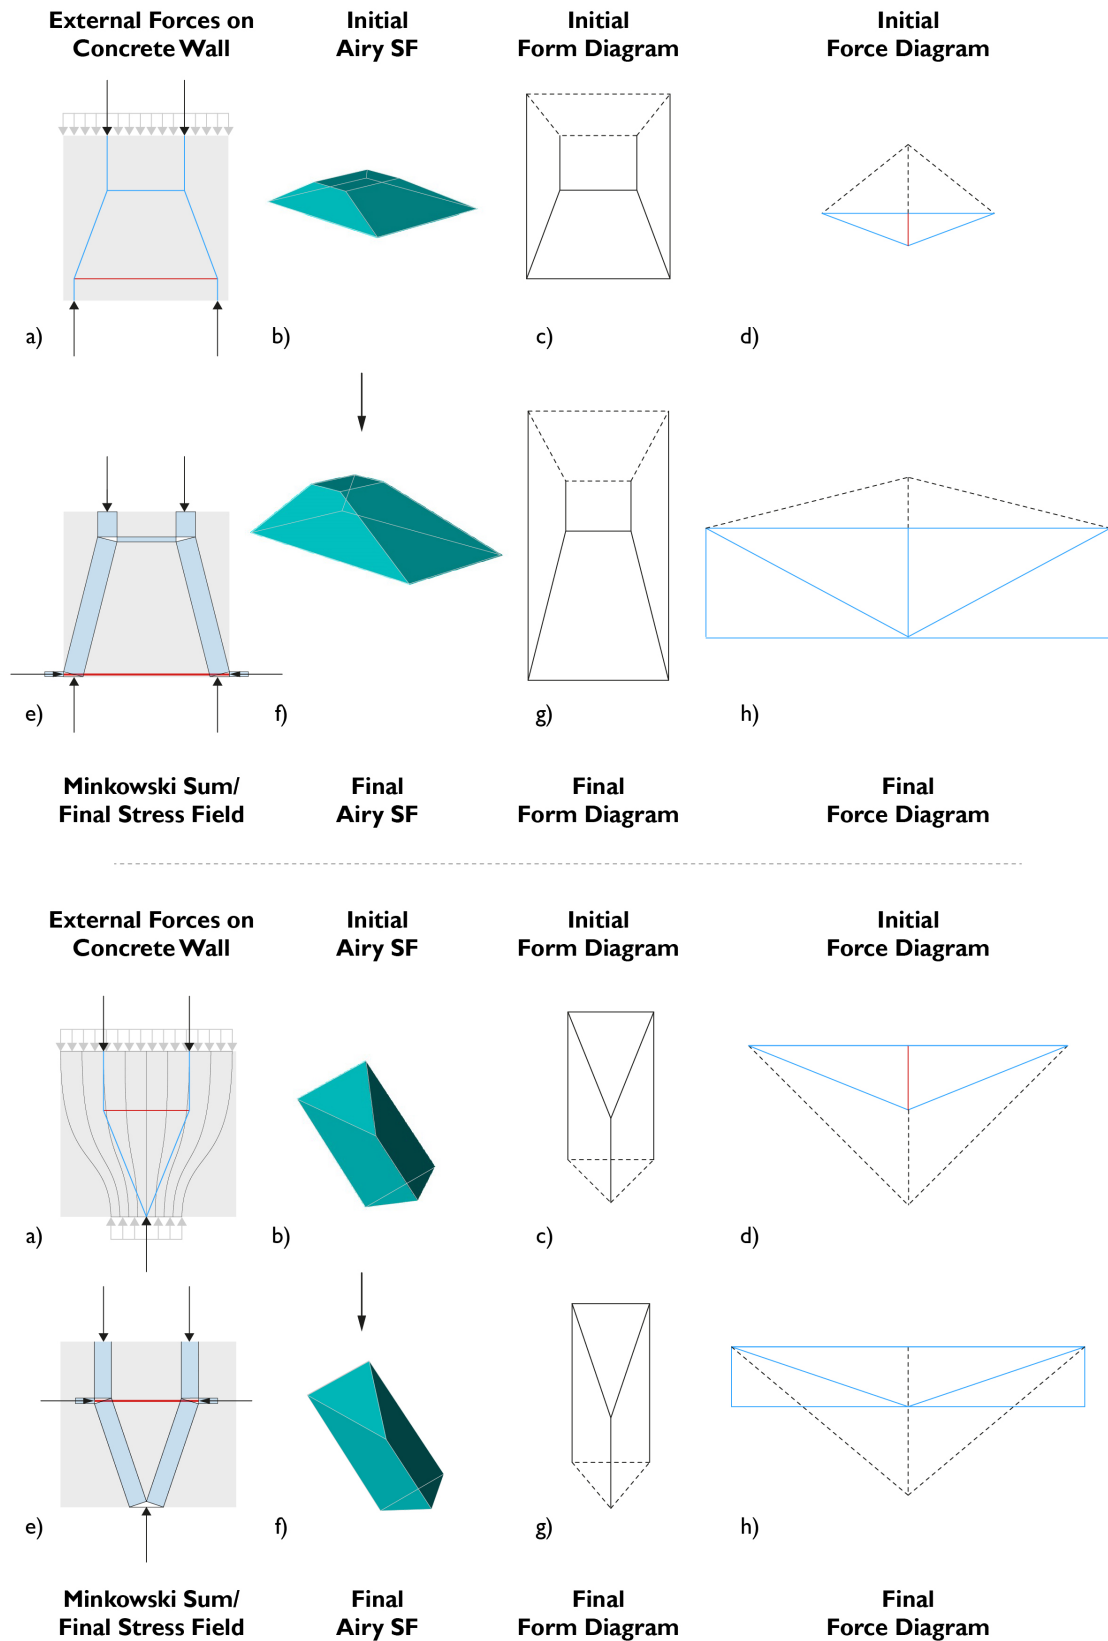 External Forces on
Concrete Wall
Initial
Airy SF
Initial
Form Diagram
Initial
Force Diagram
a)
b)
c)
d)
e)
f)
g)
h)
Minkowski Sum/
Final Stress Field
Final
Airy SF
Final
Form Diagram
Final
Force Diagram
External Forces on
Concrete Wall
Initial
Airy SF
Initial
Form Diagram
Initial
Force Diagram
a)
b)
c)
d)
e)
f)
g)
h)
Minkowski Sum/
Final Stress Field
Final
Airy SF
Final
Form Diagram
Final
Force Diagram